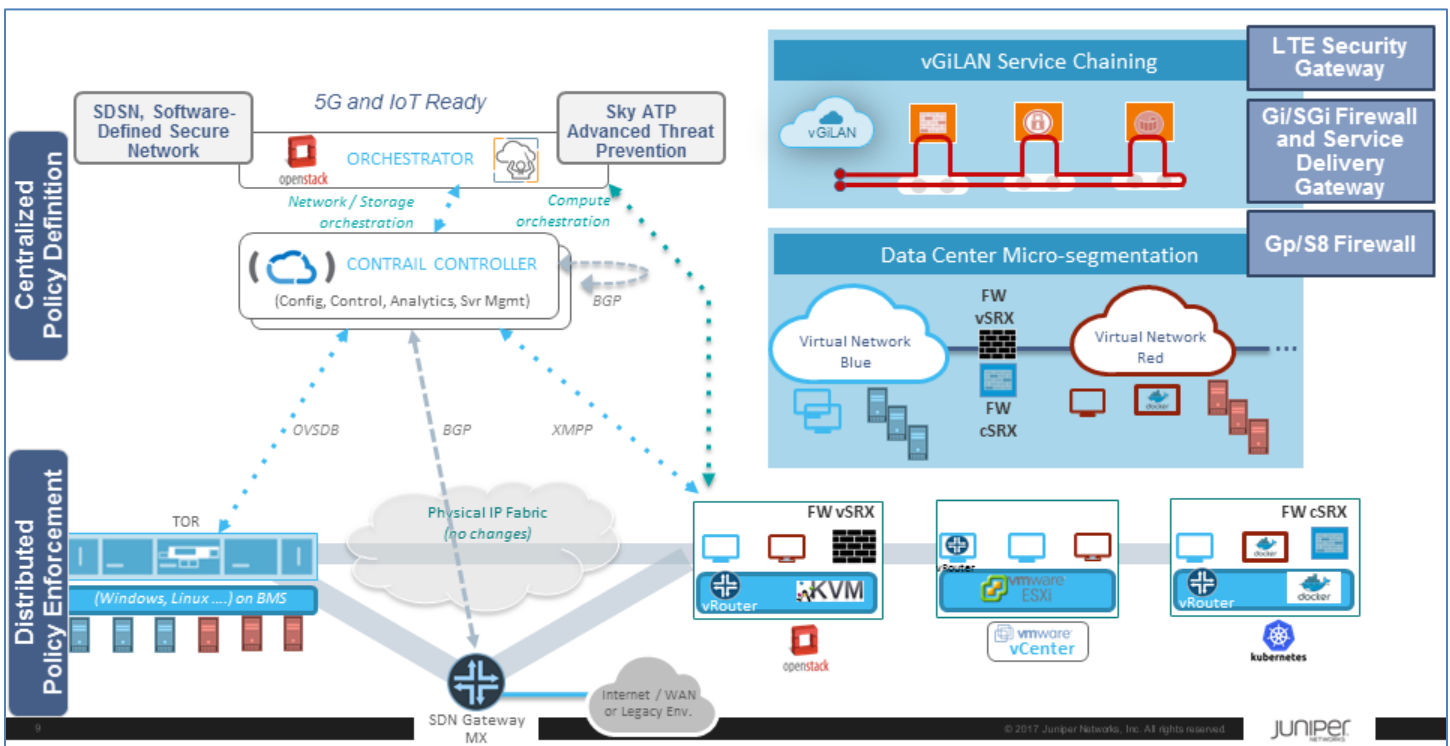 5G and IoT Ready
SDSN, Software-
Defined Secure
Network
Sky ATP
Advanced Threat
Prevention
openstack
ORCHESTRATOR
Network / Storage
orchestration
Compute
orchestration
CONTRAIL CONTROLLER
(Config, Control, Analytics, Svr Mgmt)
BGP
Centralized
Policy Definition
OVSDB
BGP
XMPP
vGiLAN Service Chaining
vGiLAN
LTE Security
Gateway
Gi/SGi Firewall
and Service
Delivery
Gateway
Gp/S8 Firewall
Data Center Micro-segmentation
Virtual Network
Blue
FW
vSRX
FW
cSRX
Virtual Network
Red
docker
...
Distributed
Policy Enforcement
TOR
(Windows, Linux ....) on BMS
Physical IP Fabric
(no changes)
SDN Gateway
MX
Internet / WAN
or Legacy Env.
FW vSRX
vRouter
KVM
openstack
vRouter
vmware
ESXi
vmware
vCenter
FW cSRX
docker
vRouter
docker
kubernetes
9
© 2017 Juniper Networks, Inc. All rights reserved.
JUNIPER
NETWORKS